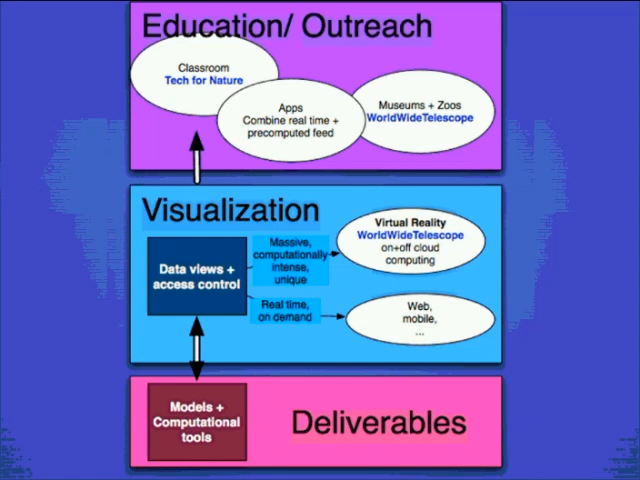 Education/ Outreach
Classroom
Tech for Nature
Apps
Combine real time +
precomputed feed
Museums + Zoos
WorldWideTelescope
Visualization
Data views +
access control
Massive,
computationally
intense,
unique
Real time,
on demand
Virtual Reality
WorldWideTelescope
on+off cloud
computing
Web,
mobile,
...
Models +
Computational
tools
Deliverables